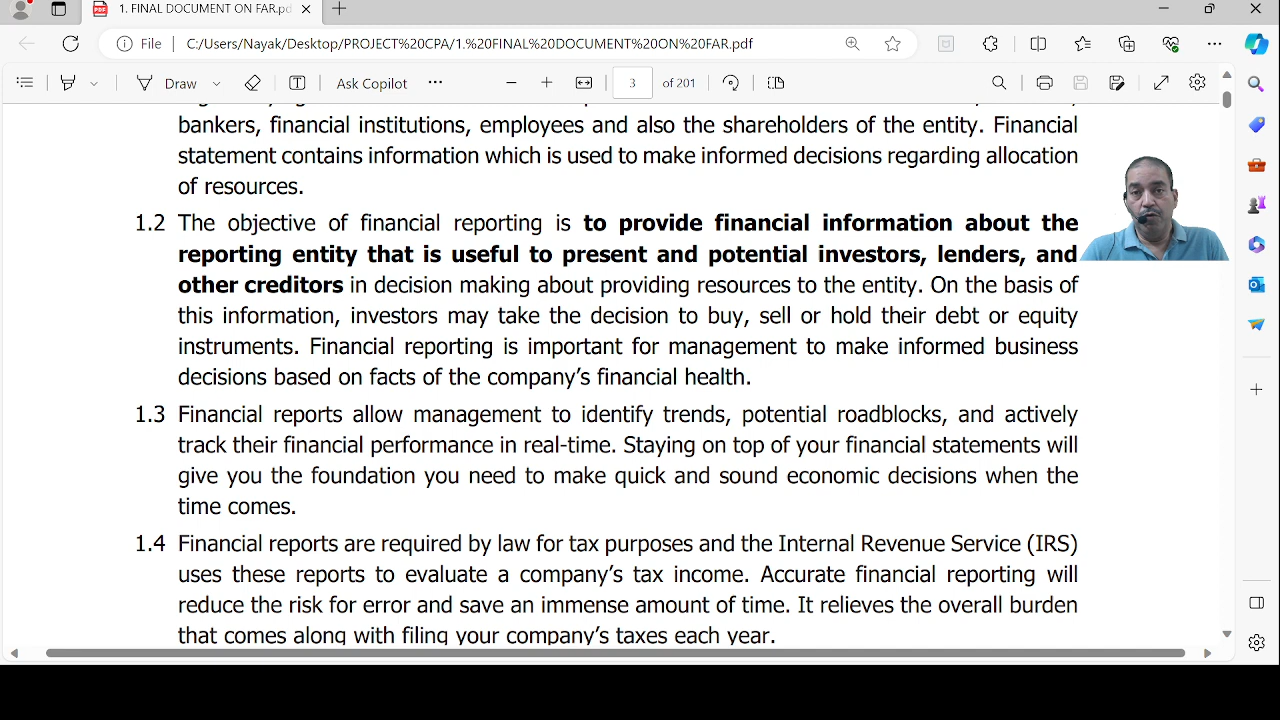 1. FINAL DOCUMENT ON FAR.pd
File
C:/Users/Nayak/Desktop/PROJECT%20CPA/1.%20FINAL%20DOCUMENT%20ON%20FAR.pdf
Draw
Ask Copilot
3
of 201
bankers, financial institutions, employees and also the shareholders of the entity. Financial
statement contains information which is used to make informed decisions regarding allocation
of resources.
1.2 The objective of financial reporting is to provide financial information about the
reporting entity that is useful to present and potential investors, lenders, and
other creditors in decision making about providing resources to the entity. On the basis of
this information, investors may take the decision to buy, sell or hold their debt or equity
instruments. Financial reporting is important for management to make informed business
decisions based on facts of the company's financial health.
1.3 Financial reports allow management to identify trends, potential roadblocks, and actively
track their financial performance in real-time. Staying on top of your financial statements will
give you the foundation you need to make quick and sound economic decisions when the
time comes.
1.4 Financial reports are required by law for tax purposes and the Internal Revenue Service (IRS)
uses these reports to evaluate a company's tax income. Accurate financial reporting will
reduce the risk for error and save an immense amount of time. It relieves the overall burden
that comes along with filing your company's taxes each year.